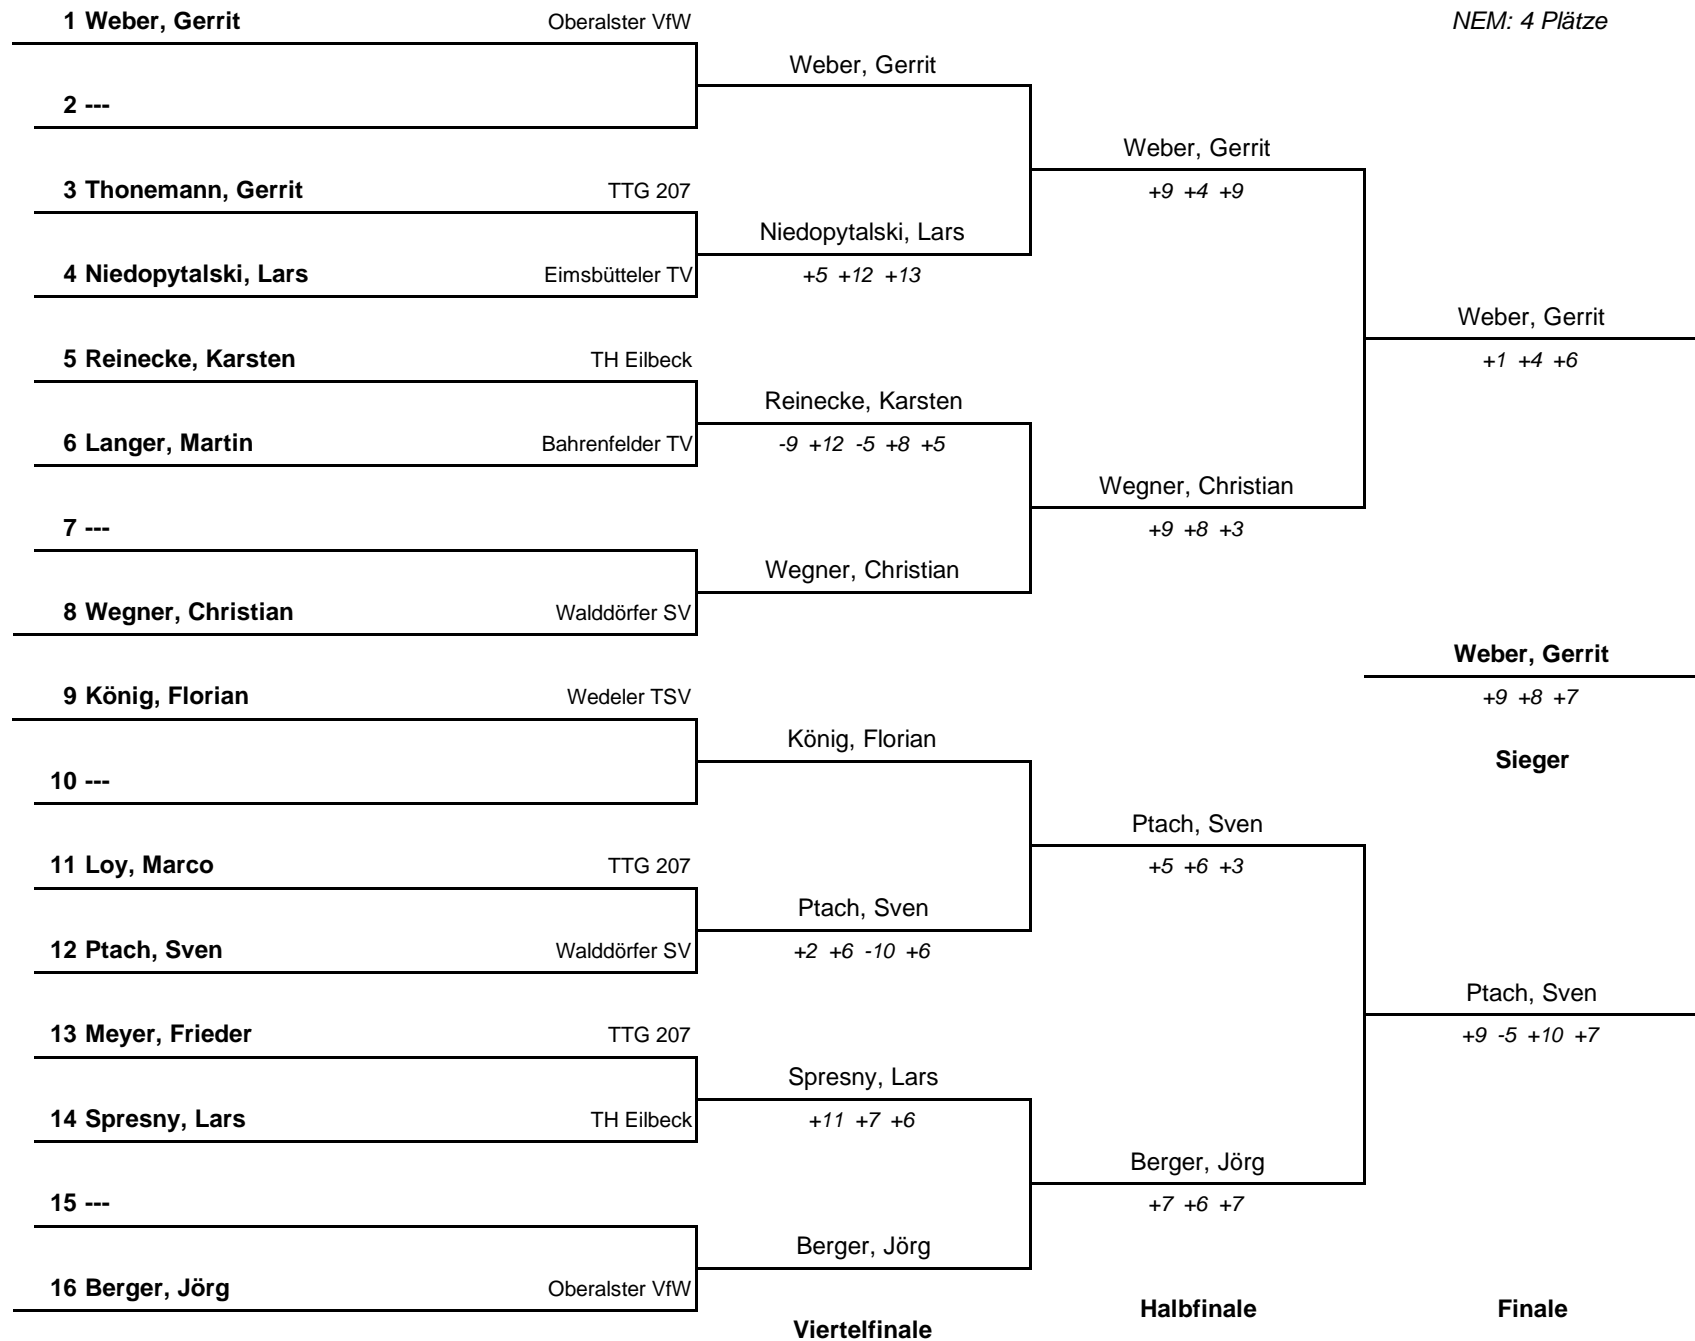 1 Weber, Gerrit Oberalster VfW NEM: 4 Plätze
Weber, Gerrit
2 ---
Weber, Gerrit
3 Thonemann, Gerrit TTG 207 +9 +4 +9
Niedopytalski, Lars
4 Niedopytalski, Lars Eimsbütteler TV +5 +12 +13
Weber, Gerrit
5 Reinecke, Karsten TH Eilbeck +1 +4 +6
Reinecke, Karsten
6 Langer, Martin Bahrenfelder TV -9 +12 -5 +8 +5
Wegner, Christian
7 --- +9 +8 +3
Wegner, Christian
8 Wegner, Christian Walddörfer SV
Weber, Gerrit
9 König, Florian Wedeler TSV +9 +8 +7
König, Florian
Sieger
10 ---
Ptach, Sven
11 Loy, Marco TTG 207 +5 +6 +3
Ptach, Sven
12 Ptach, Sven Walddörfer SV +2 +6 -10 +6
Ptach, Sven
13 Meyer, Frieder TTG 207 +9 -5 +10 +7
Spresny, Lars
14 Spresny, Lars TH Eilbeck +11 +7 +6
Berger, Jörg
15 --- +7 +6 +7
Berger, Jörg
16 Berger, Jörg Oberalster VfW
Halbfinale Finale
Viertelfinale